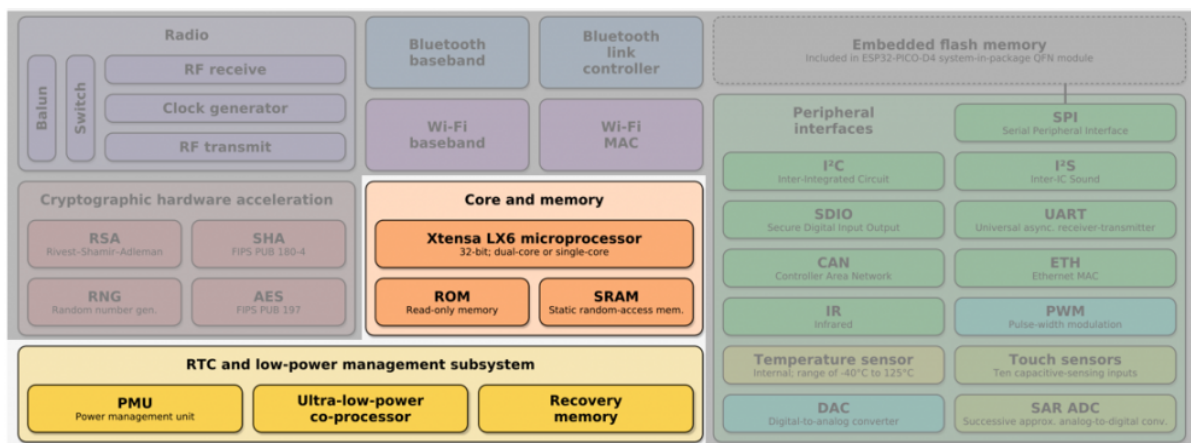 Radio
Balun
Switch
RF receive
Clock generator
RF transmit
Bluetooth
baseband
Bluetooth
link
controller
Wi-Fi
baseband
Wi-Fi
MAC
Embedded flash memory
Included in ESP32-PICO-D4 system-in-package QFN module
Cryptographic hardware acceleration
RSA
Rivest–Shamir–Adleman
SHA
FIPS PUB 180-4
RNG
Random number gen.
AES
FIPS PUB 197
Core and memory
Xtensa LX6 microprocessor
32-bit; dual-core or single-core
ROM
Read-only memory
SRAM
Static random-access mem.
RTC and low-power management subsystem
PMU
Power management unit
Ultra-low-power
co-processor
Recovery
memory
Peripheral
interfaces
SPI
Serial Peripheral Interface
I²C
Inter-Integrated Circuit
I²S
Inter-IC Sound
SDIO
Secure Digital Input Output
UART
Universal async. receiver-transmitter
CAN
Controller Area Network
ETH
Ethernet MAC
IR
Infrared
PWM
Pulse-width modulation
Temperature sensor
Internal; range of -40°C to 125°C
Touch sensors
Ten capacitive-sensing inputs
DAC
Digital-to-analog converter
SAR ADC
Successive approx. analog-to-digital conv.